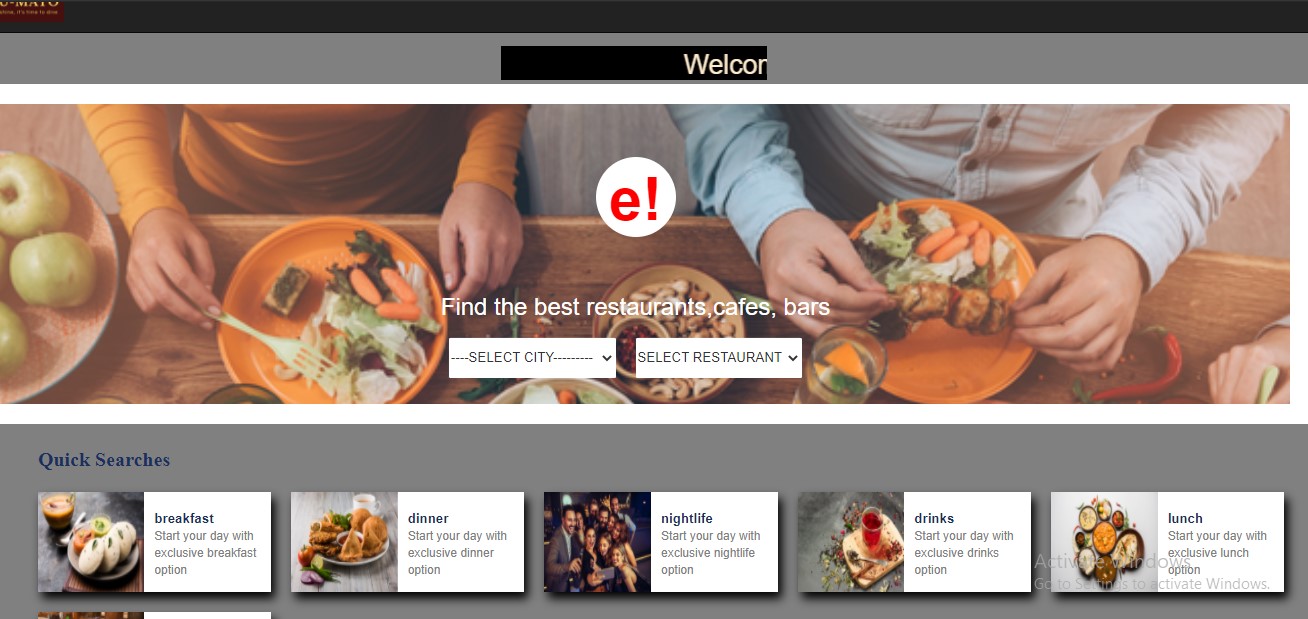 U-MATO
Welcor
e!
Find the best restaurants,cafes, bars
----SELECT CITY---------
SELECT RESTAURANT
Quick Searches
breakfast
Start your day with
exclusive breakfast
option
dinner
Start your day with
exclusive dinner
option
nightlife
Start your day with
exclusive nightlife
option
drinks
Start your day with
exclusive drinks
option
lunch
Start your day with
exclusive lunch
option
Activate Windows
Go to Settings to activate Windows.